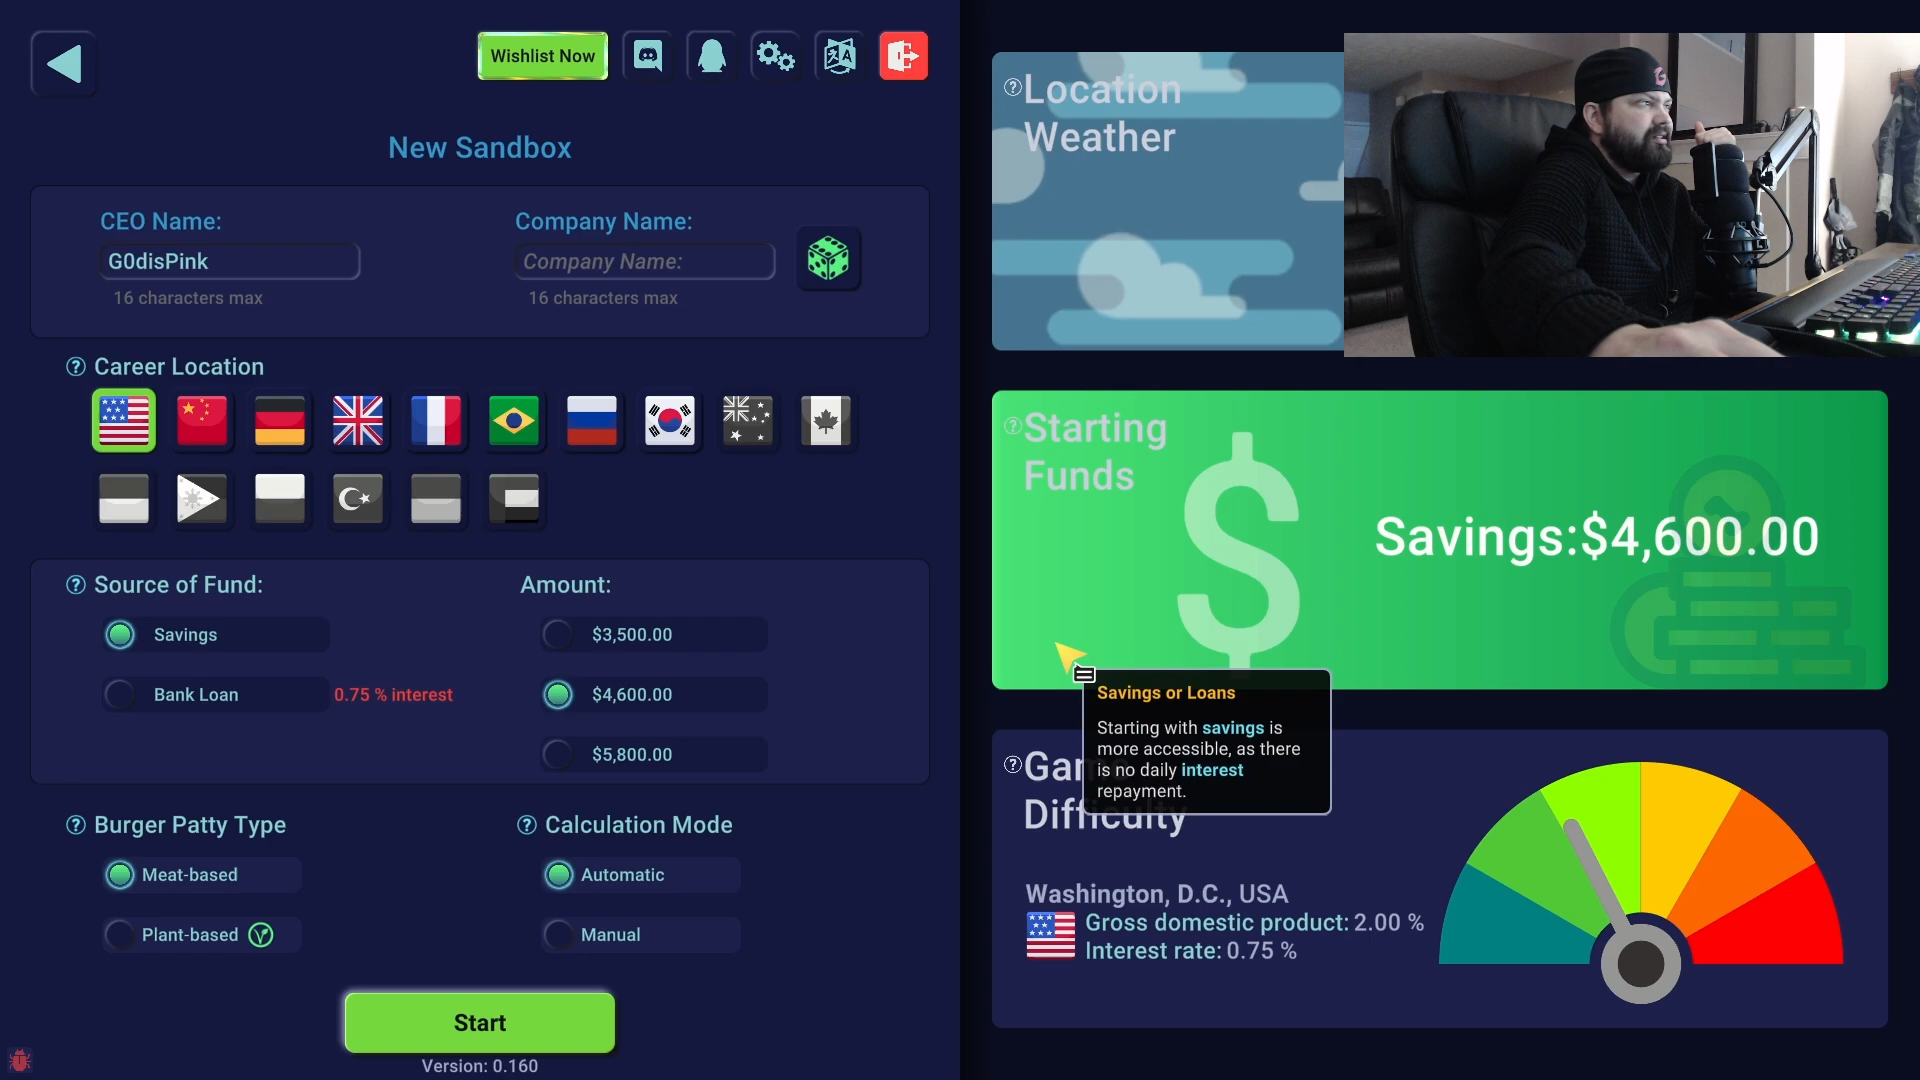 Wishlist Now
New Sandbox
CEO Name:
G0disPink
16 characters max
Company Name:
Company Name:
16 characters max
Career Location
Source of Fund:
Savings
Bank Loan
0.75 % interest
Amount:
$3,500.00
$4,600.00
$5,800.00
Burger Patty Type
Meat-based
Plant-based
Calculation Mode
Automatic
Manual
Start
Version: 0.160
Location
Weather
Starting
Funds
Savings:$4,600.00
Savings or Loans
Starting with savings is
more accessible, as there
is no daily interest
repayment.
Game
Difficulty
Washington, D.C., USA
Gross domestic product: 2.00 %
Interest rate: 0.75 %